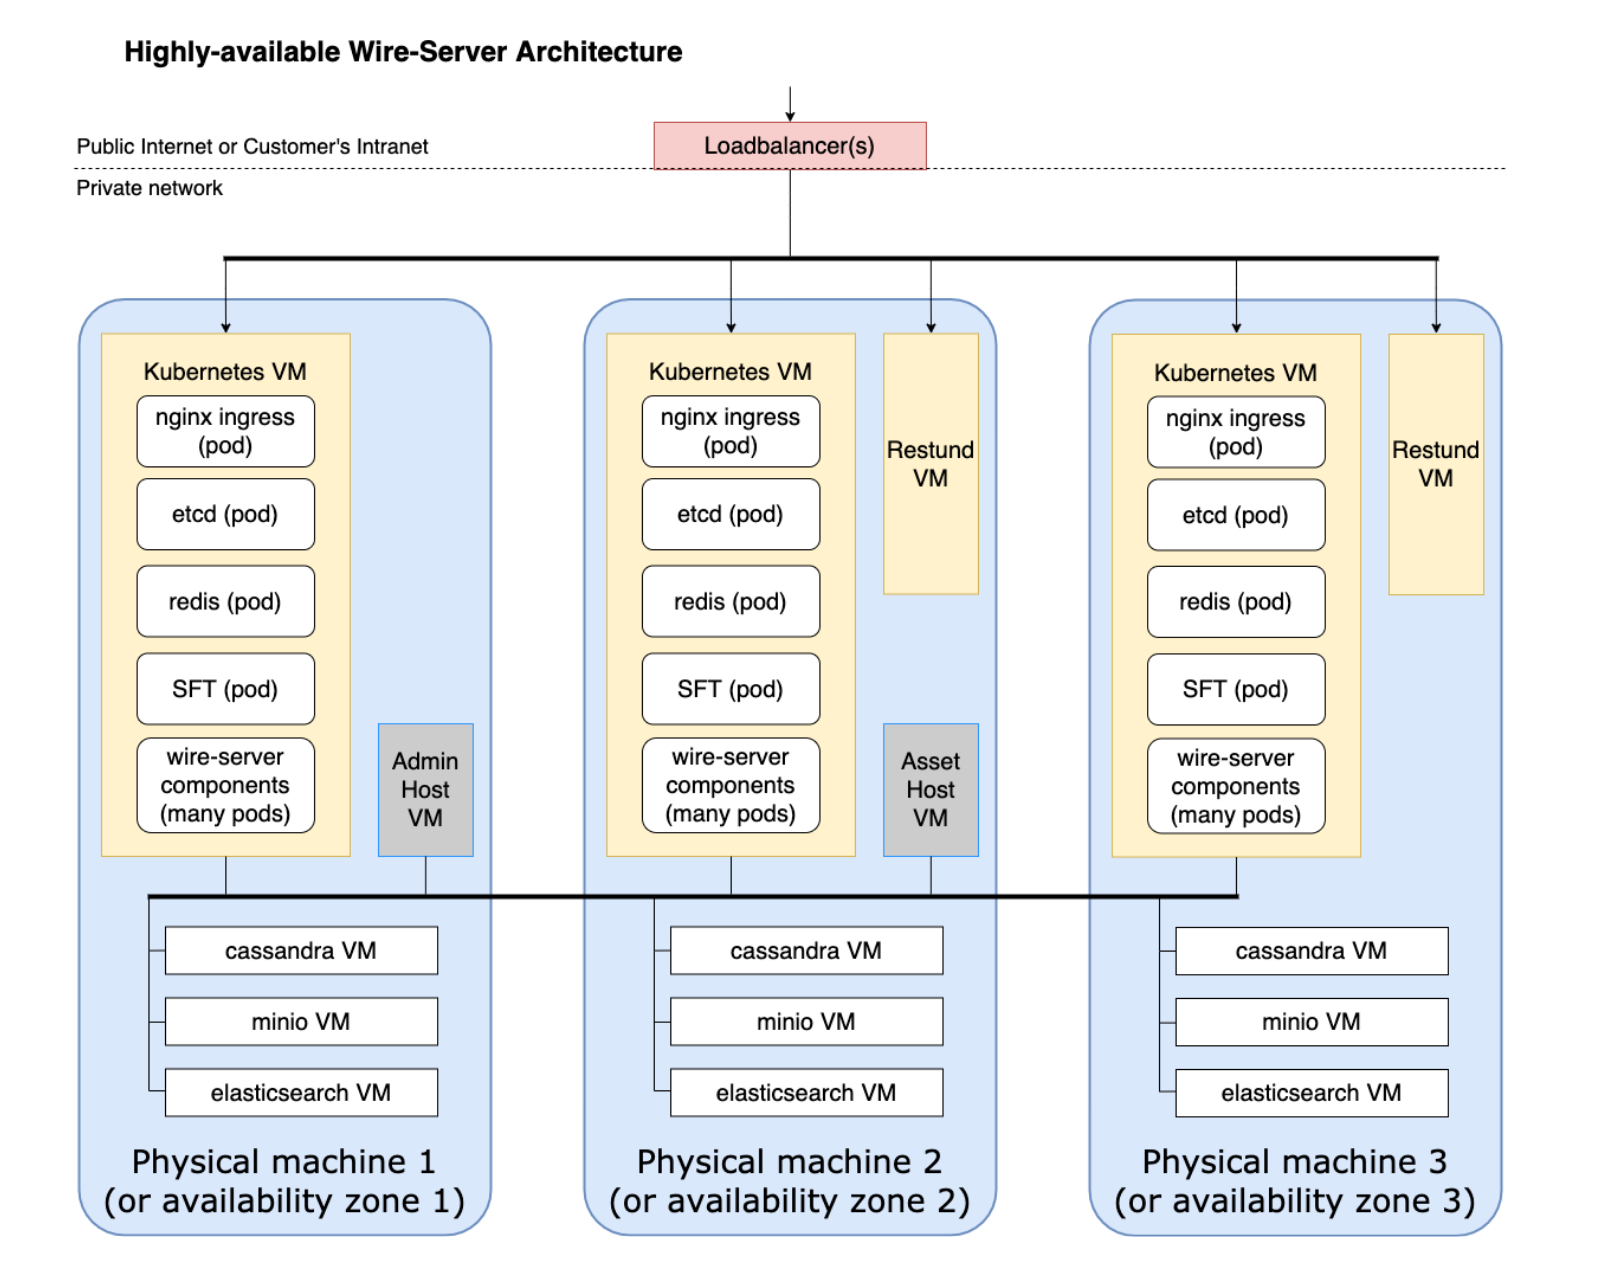 Highly-available Wire-Server Architecture
Public Internet or Customer's Intranet
Loadbalancer(s)
Private network
Kubernetes VM
nginx ingress
(pod)
etcd (pod)
redis (pod)
SFT (pod)
wire-server
components
(many pods)
Admin
Host
VM
cassandra VM
minio VM
elasticsearch VM
Physical machine 1
(or availability zone 1)
Kubernetes VM
nginx ingress
(pod)
etcd (pod)
redis (pod)
SFT (pod)
wire-server
components
(many pods)
Restund
VM
Asset
Host
VM
cassandra VM
minio VM
elasticsearch VM
Physical machine 2
(or availability zone 2)
Kubernetes VM
nginx ingress
(pod)
etcd (pod)
redis (pod)
SFT (pod)
wire-server
components
(many pods)
Restund
VM
cassandra VM
minio VM
elasticsearch VM
Physical machine 3
(or availability zone 3)